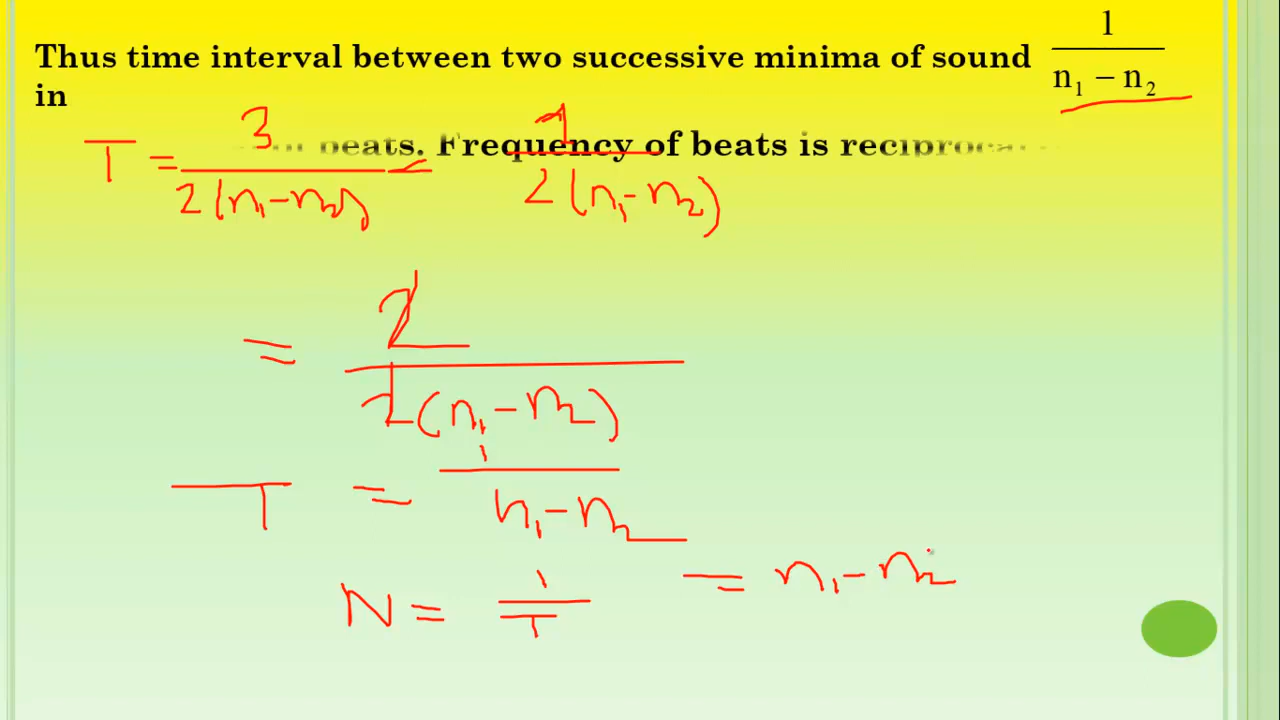 Thus time interval between two successive minima of sound
in
1 / (n₁ − n₂)
beats. Frequency of beats is
T = 3 / 2(n₁ − n₂) − 1 / 2(n₁ − n₂)
= 2 / 2(n₁ − n₂)
T = 1 / n₁ − n₂
N = 1 / T = n₁ − n₂